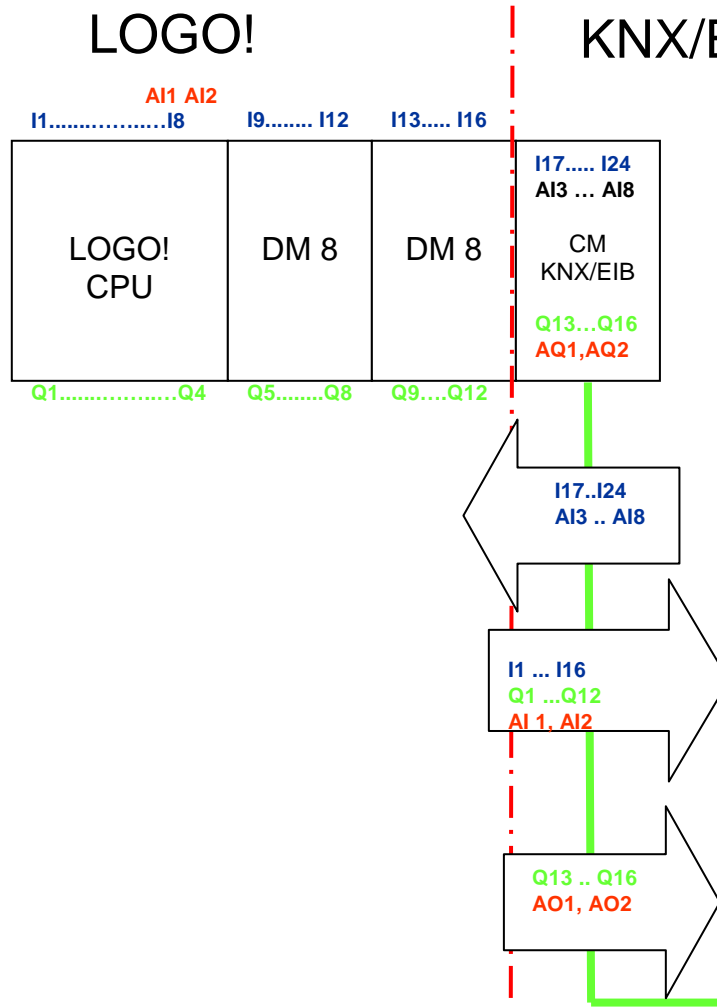 LOGO!
KNX/E
AI1 AI2
I1.......………..…I8
I9........ I12
I13..... I16
LOGO!
CPU
DM 8
DM 8
I17..... I24
AI3 … AI8
CM
KNX/EIB
Q13…Q16
AQ1,AQ2
Q1.......………..…Q4
Q5........Q8
Q9….Q12
I17..I24
AI3 .. AI8
I1 ... I16
Q1 ...Q12
AI 1, AI2
Q13 .. Q16
AO1, AO2